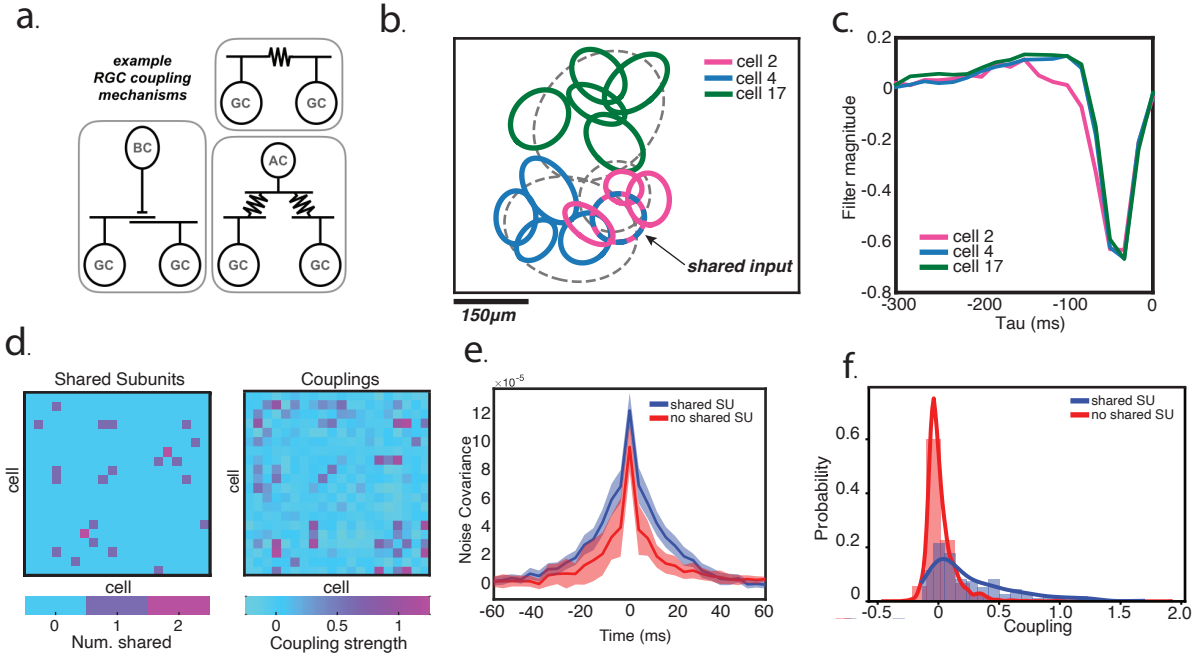 a.
example
RGC coupling
mechanisms
GC
GC
BC
GC
GC
AC
GC
GC
b.
cell 2
cell 4
cell 17
shared input
150μm
c.
0.2
0
-0.2
-0.4
-0.6
-0.8
Filter magnitude
cell 2
cell 4
cell 17
-300
-200
-100
0
Tau (ms)
d.
Shared Subunits
cell
cell
0
1
2
Num. shared
Couplings
cell
cell
0
0.5
1
Coupling strength
e.
×10⁻⁵
12
10
8
6
4
2
0
Noise Covariance
shared SU
no shared SU
-60
-40
-20
0
20
40
60
Time (ms)
f.
0.6
0.4
0.2
0
Probability
shared SU
no shared SU
-0.5
0
0.5
1.0
1.5
2.0
Coupling